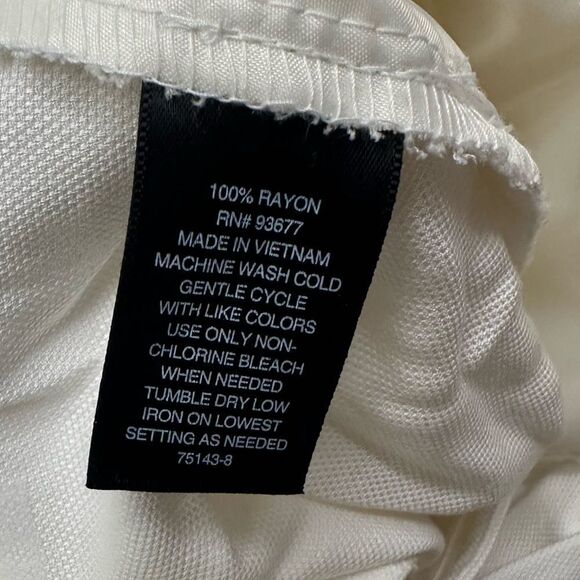 100% RAYON
RN# 93677
MADE IN VIETNAM
MACHINE WASH COLD
GENTLE CYCLE
WITH LIKE COLORS
USE ONLY NON-
CHLORINE BLEACH
WHEN NEEDED
TUMBLE DRY LOW
IRON ON LOWEST
SETTING AS NEEDED
75143-8